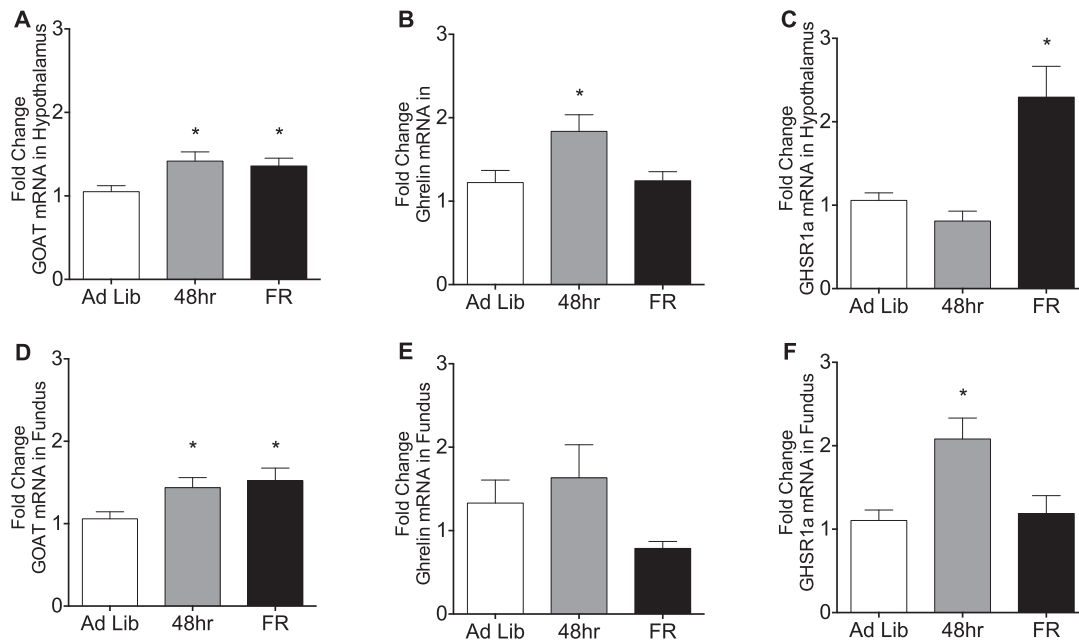 A
Fold Change
GOAT mRNA in Hypothalamus
3
2
1
0
Ad Lib 48hr FR
* *
B
Fold Change
Ghrelin mRNA in
3
2
1
0
Ad Lib 48hr FR
*
C
Fold Change
GHSR1a mRNA in Hypothalamus
3
2
1
0
Ad Lib 48hr FR
*
D
Fold Change
GOAT mRNA in Fundus
3
2
1
0
Ad Lib 48hr FR
* *
E
Fold Change
Ghrelin mRNA in Fundus
3
2
1
0
Ad Lib 48hr FR
F
Fold Change
GHSR1a mRNA in Fundus
3
2
1
0
Ad Lib 48hr FR
*